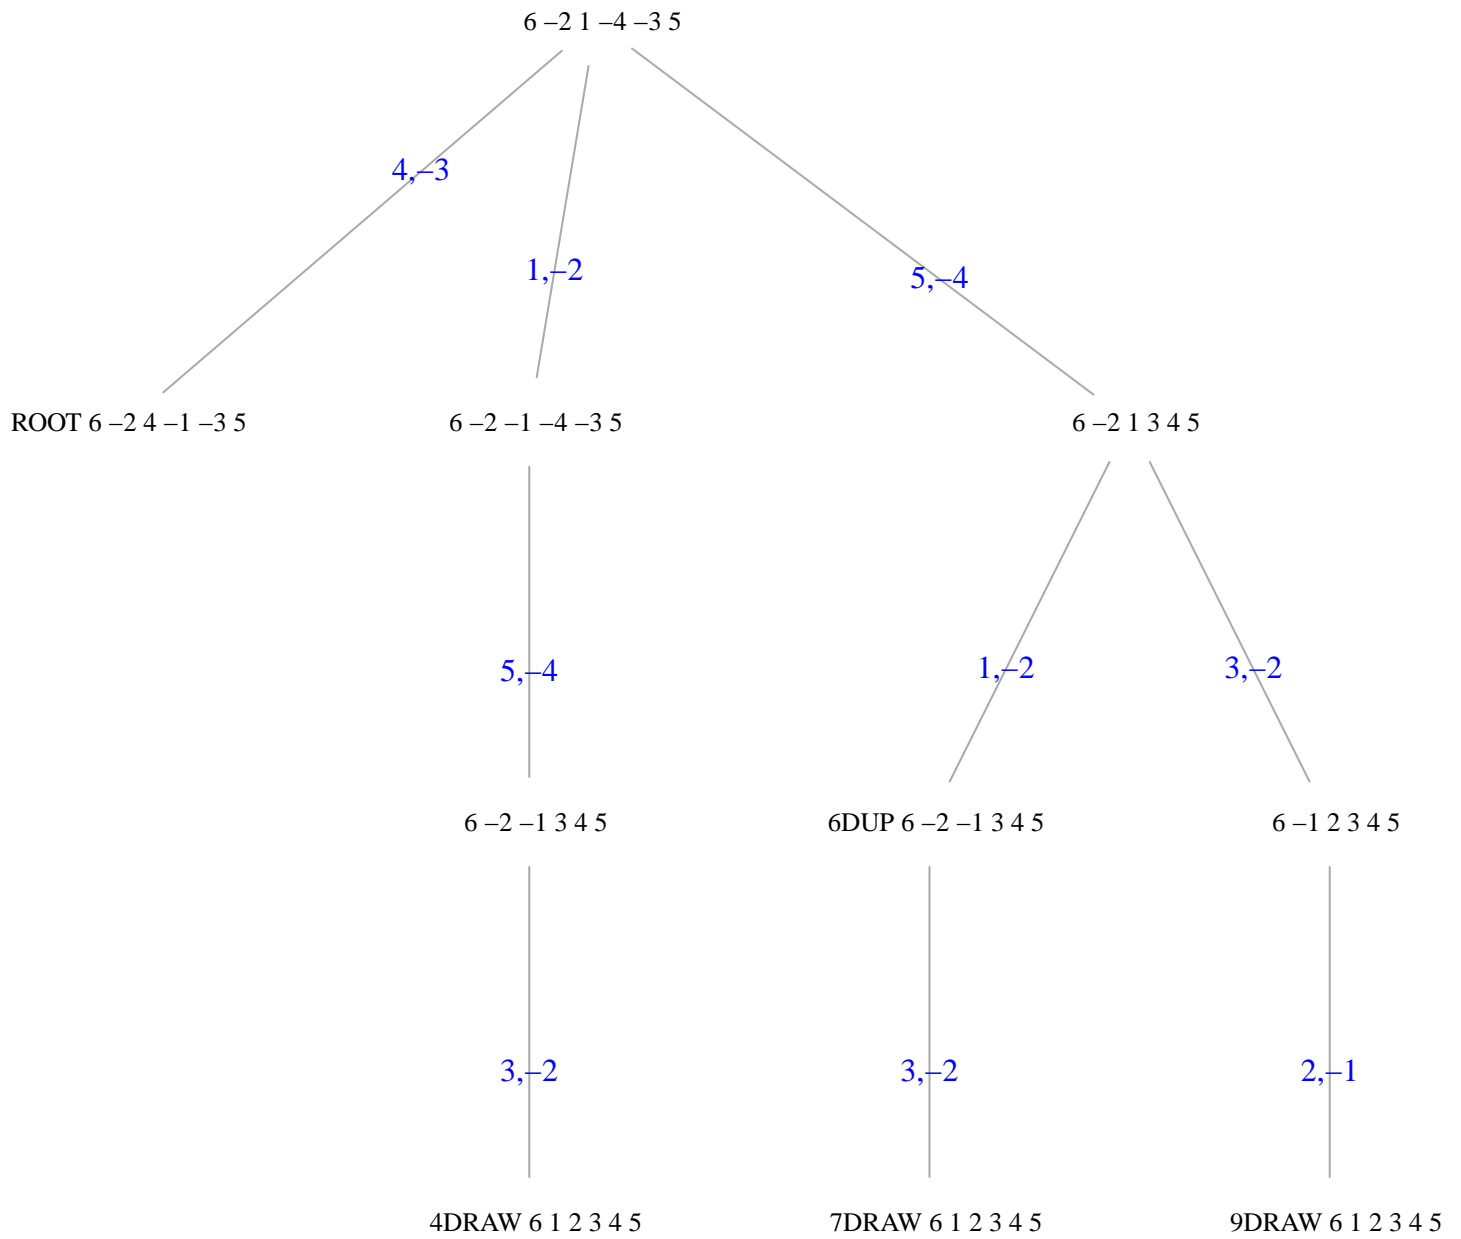 6 –2 1 –4 –3 5
4,–3
1,–2
5,–4
ROOT 6 –2 4 –1 –3 5
6 –2 –1 –4 –3 5
6 –2 1 3 4 5
5,–4
1,–2
3,–2
6 –2 –1 3 4 5
6DUP 6 –2 –1 3 4 5
6 –1 2 3 4 5
3,–2
3,–2
2,–1
4DRAW 6 1 2 3 4 5
7DRAW 6 1 2 3 4 5
9DRAW 6 1 2 3 4 5